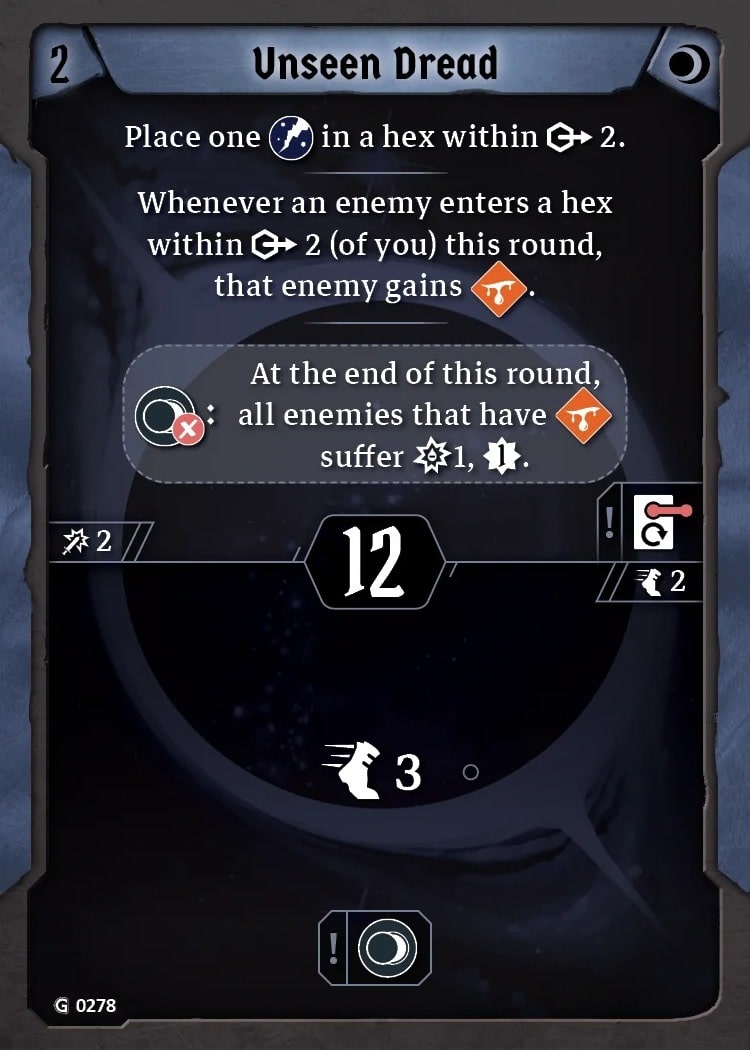 2
Unseen Dread
Place one in a hex within 2.
Whenever an enemy enters a hex
within 2 (of you) this round,
that enemy gains .
At the end of this round,
: all enemies that have
suffer 1, 1.
2
12
!
2
3
!
G 0278